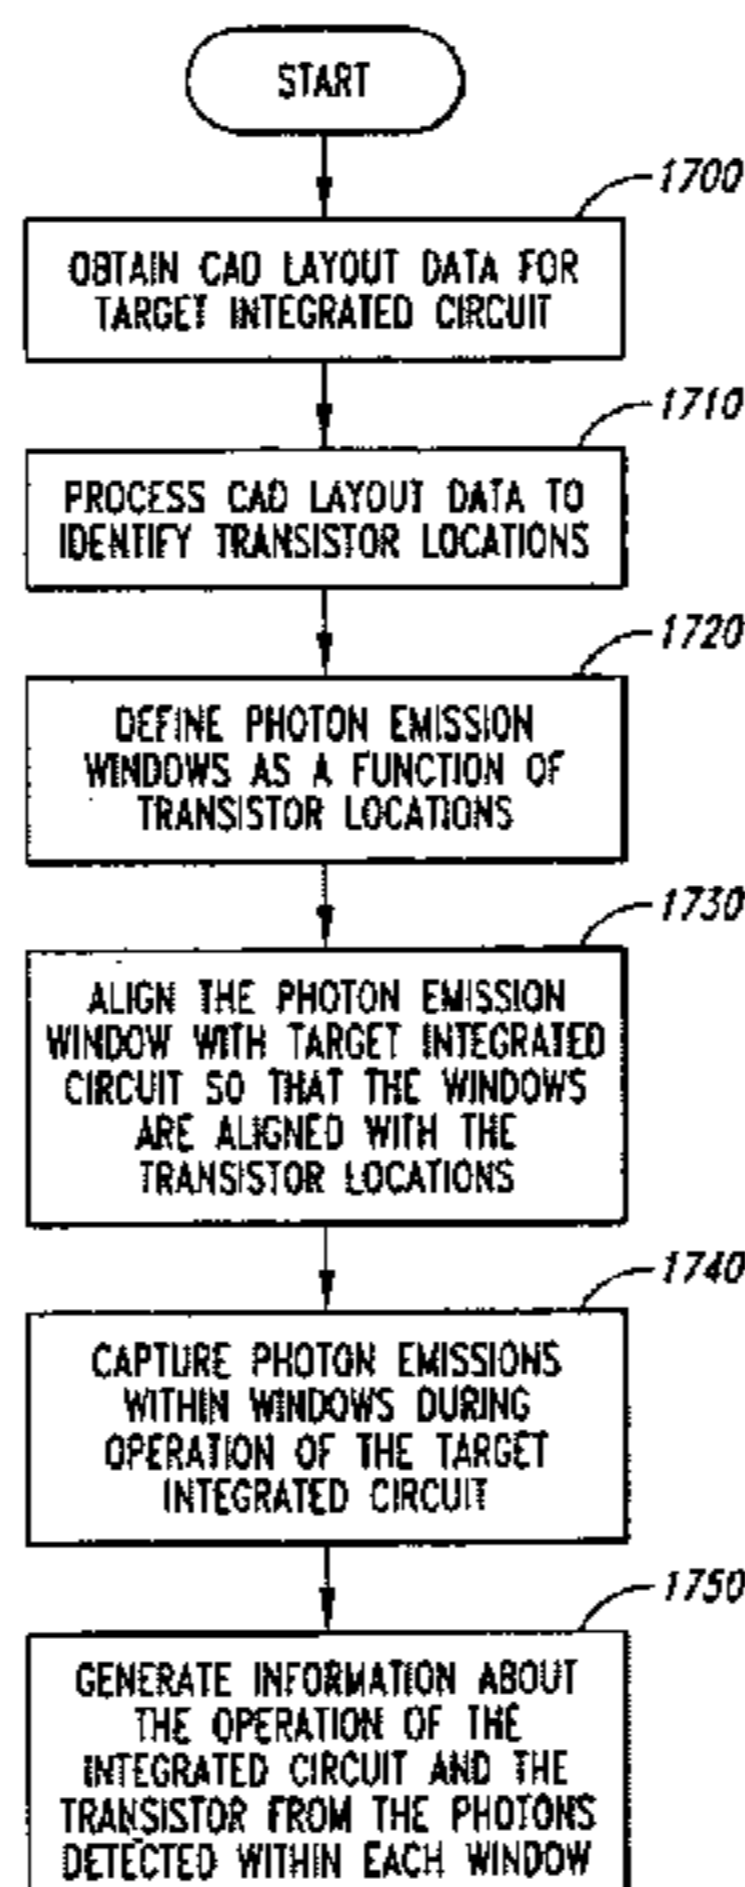 START
1700
OBTAIN CAD LAYOUT DATA FOR
TARGET INTEGRATED CIRCUIT
1710
PROCESS CAD LAYOUT DATA TO
IDENTIFY TRANSISTOR LOCATIONS
1720
DEFINE PHOTON EMISSION
WINDOWS AS A FUNCTION OF
TRANSISTOR LOCATIONS
1730
ALIGN THE PHOTON EMISSION
WINDOW WITH TARGET INTEGRATED
CIRCUIT SO THAT THE WINDOWS
ARE ALIGNED WITH THE
TRANSISTOR LOCATIONS
1740
CAPTURE PHOTON EMISSIONS
WITHIN WINDOWS DURING
OPERATION OF THE TARGET
INTEGRATED CIRCUIT
1750
GENERATE INFORMATION ABOUT
THE OPERATION OF THE
INTEGRATED CIRCUIT AND THE
TRANSISTOR FROM THE PHOTONS
DETECTED WITHIN EACH WINDOW